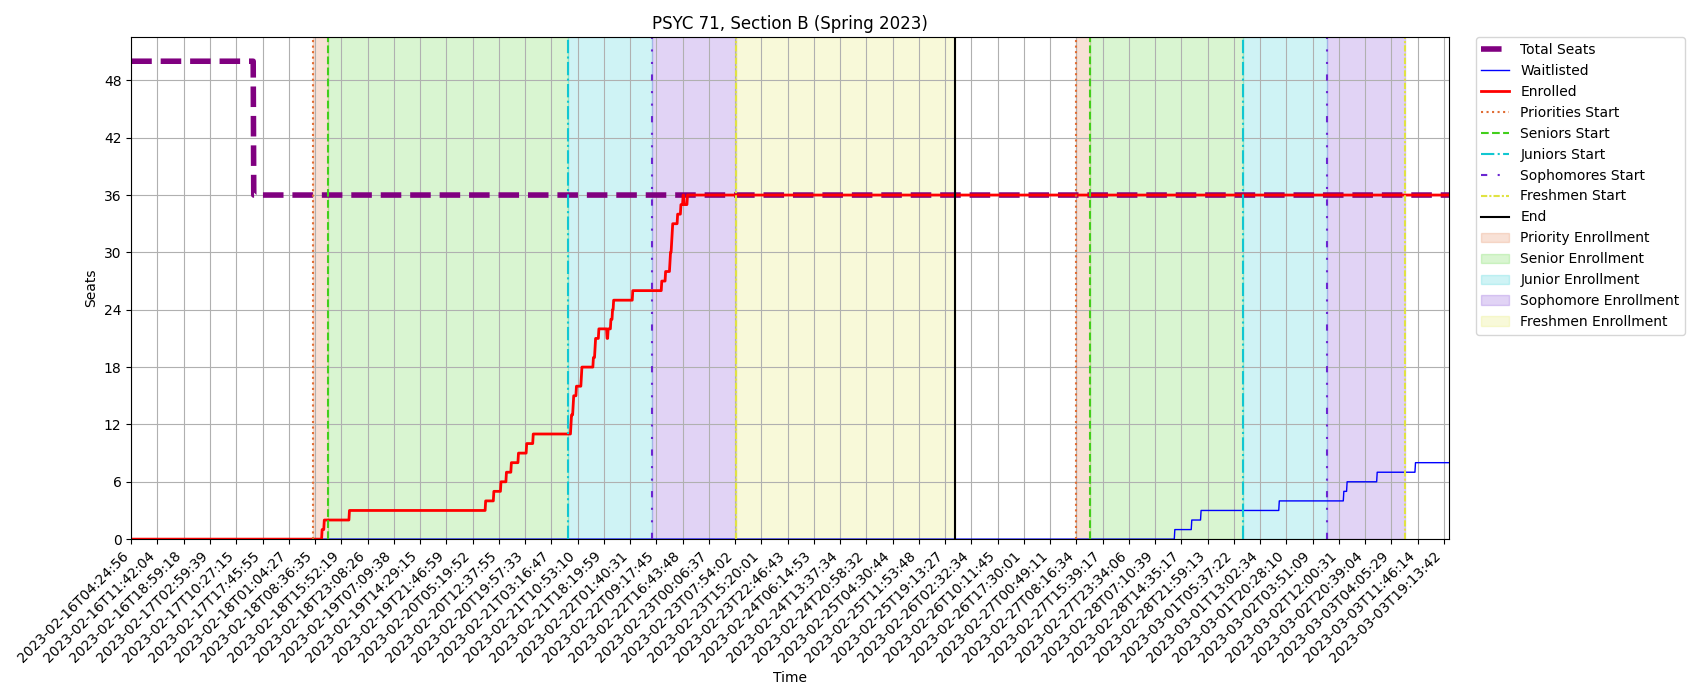 PSYC 71, Section B (Spring 2023)
Seats
48
42
36
30
24
18
12
6
0
2023-02-16T04:24:56
2023-02-16T11:42:04
2023-02-16T18:59:18
2023-02-17T02:59:39
2023-02-17T10:27:15
2023-02-17T17:45:55
2023-02-18T01:04:27
2023-02-18T08:36:35
2023-02-18T15:52:19
2023-02-18T23:08:26
2023-02-19T07:09:38
2023-02-19T14:29:15
2023-02-19T21:46:59
2023-02-20T05:19:52
2023-02-20T12:37:55
2023-02-20T19:57:33
2023-02-21T03:16:47
2023-02-21T10:53:10
2023-02-21T18:19:59
2023-02-22T01:40:31
2023-02-22T09:17:45
2023-02-22T16:43:48
2023-02-23T00:06:37
2023-02-23T07:54:02
2023-02-23T15:20:01
2023-02-23T22:46:43
2023-02-24T06:14:53
2023-02-24T13:37:34
2023-02-24T20:58:32
2023-02-25T04:30:44
2023-02-25T11:53:48
2023-02-25T19:13:27
2023-02-26T02:32:34
2023-02-26T10:11:45
2023-02-26T17:30:01
2023-02-27T00:49:11
2023-02-27T08:16:34
2023-02-27T15:39:17
2023-02-27T23:34:06
2023-02-28T07:10:39
2023-02-28T14:35:17
2023-02-28T21:59:13
2023-03-01T05:37:22
2023-03-01T13:02:34
2023-03-01T20:28:10
2023-03-02T03:51:09
2023-03-02T12:00:31
2023-03-02T20:39:04
2023-03-03T04:05:29
2023-03-03T11:46:14
2023-03-03T19:13:42
Time
Total Seats
Waitlisted
Enrolled
Priorities Start
Seniors Start
Juniors Start
Sophomores Start
Freshmen Start
End
Priority Enrollment
Senior Enrollment
Junior Enrollment
Sophomore Enrollment
Freshmen Enrollment